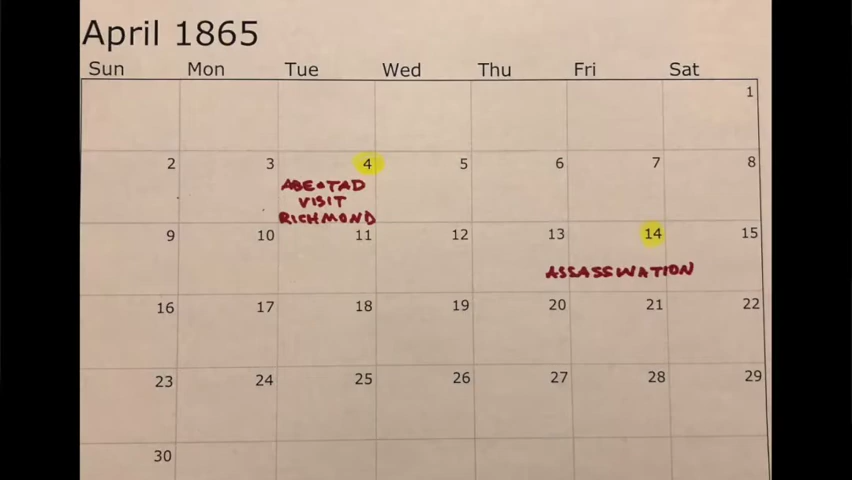 April 1865
Sun Mon Tue Wed Thu Fri Sat
1
2 3 4 5 6 7 8
ABE & TAD
VISIT
RICHMOND
9 10 11 12 13 14 15
ASSASSINATION
16 17 18 19 20 21 22
23 24 25 26 27 28 29
30